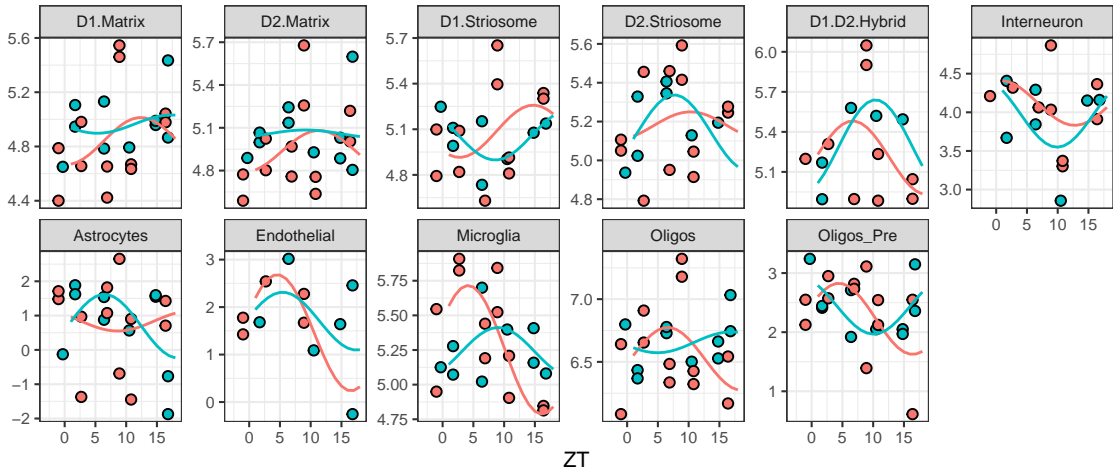 D1.Matrix D2.Matrix D1.Striosome D2.Striosome D1.D2.Hybrid Interneuron
5.6 5.2 4.8 4.4
5.7 5.4 5.1 4.8
5.7 5.4 5.1 4.8
5.6 5.4 5.2 5.0 4.8
6.0 5.7 5.4 5.1
4.5 4.0 3.5 3.0
0 5 10 15
Astrocytes Endothelial Microglia Oligos Oligos_Pre
2 1 0 −1 −2
3 2 1 0
5.75 5.50 5.25 5.00 4.75
7.0 6.5
3 2 1
0 5 10 15 0 5 10 15 0 5 10 15 0 5 10 15 0 5 10 15
ZT